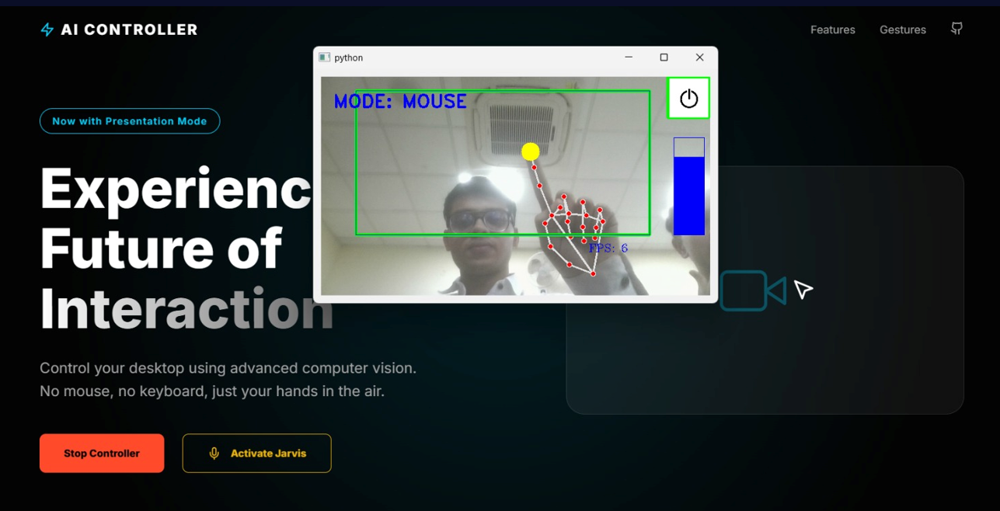 AI CONTROLLER
Features
Gestures
python
MODE: MOUSE
FPS: 6
Now with Presentation Mode
Experienc
Future of
Interaction
Control your desktop using advanced computer vision.
No mouse, no keyboard, just your hands in the air.
Stop Controller
Activate Jarvis